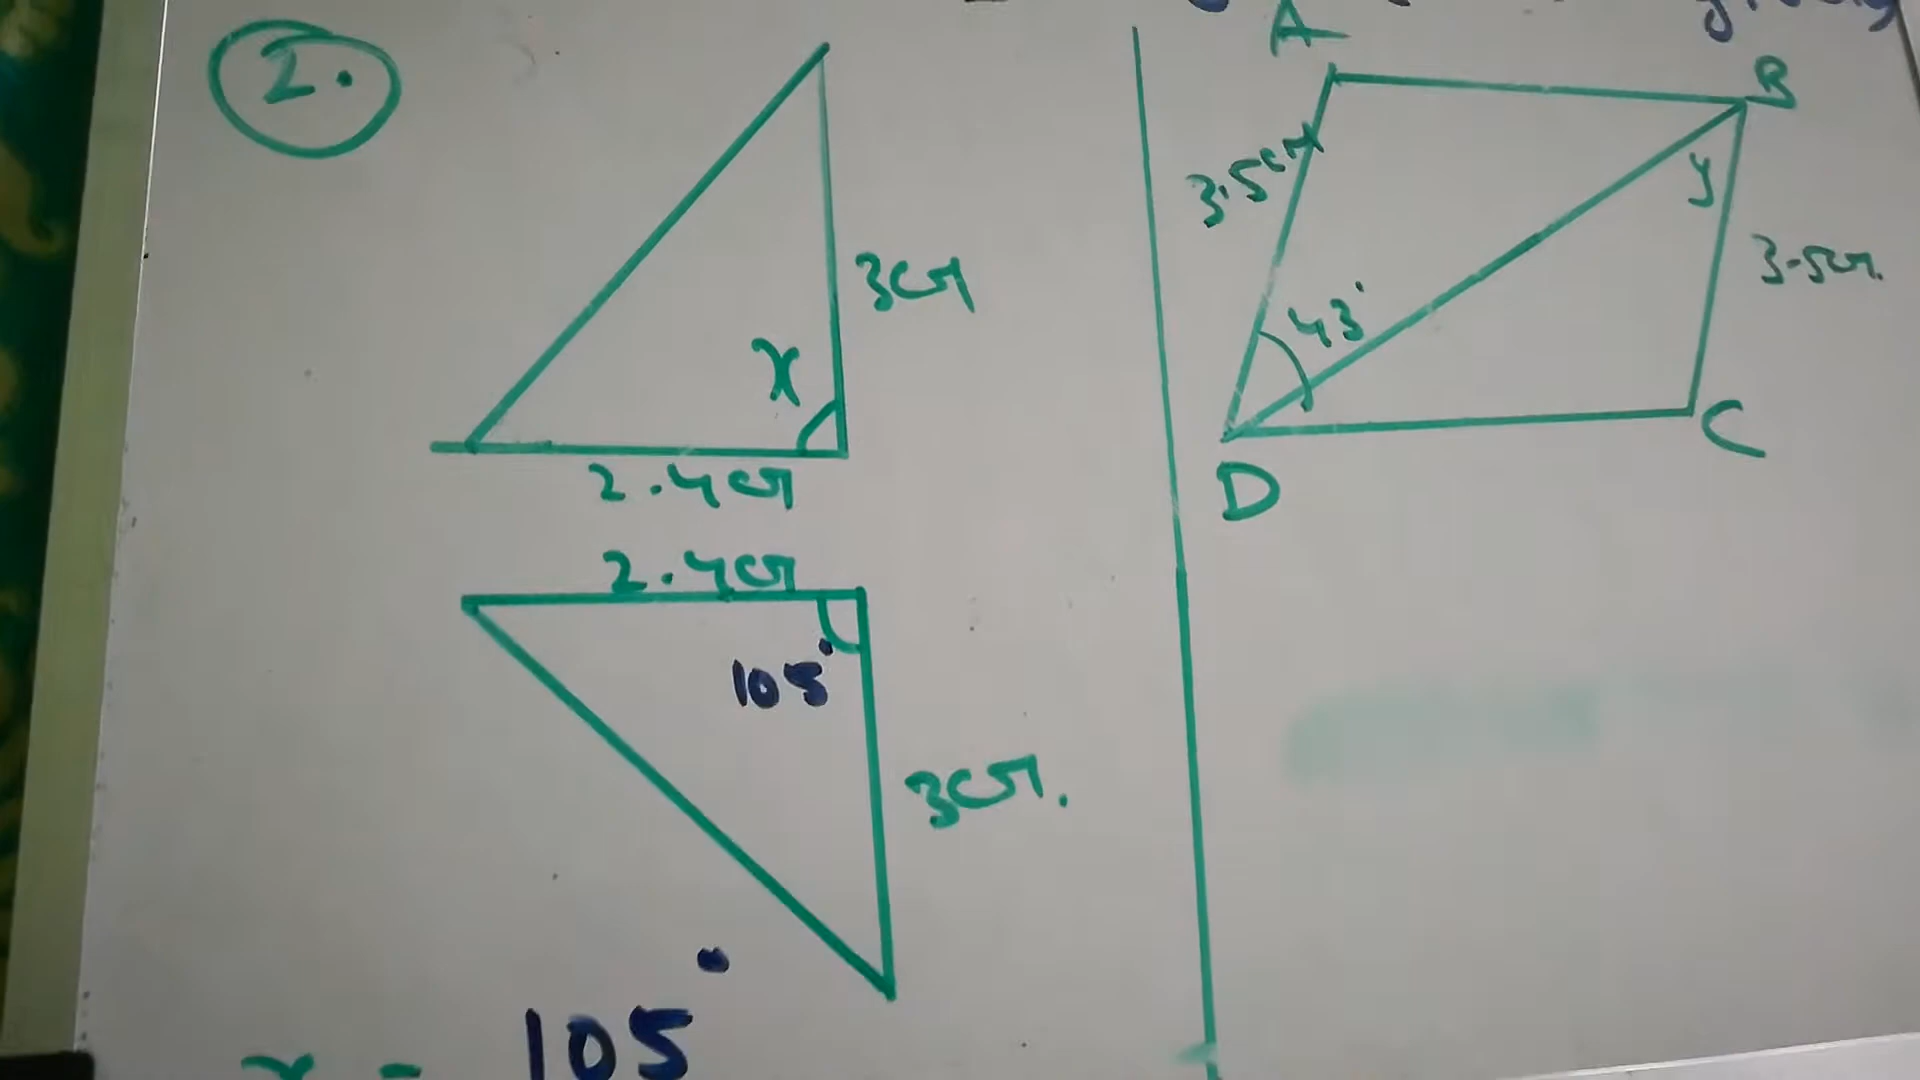 2.
3cm
x
2.4cm
2.4cm
105°
3cm.
x = 105°
A
B
3.5cm
y
3.5cm.
43°
C
D